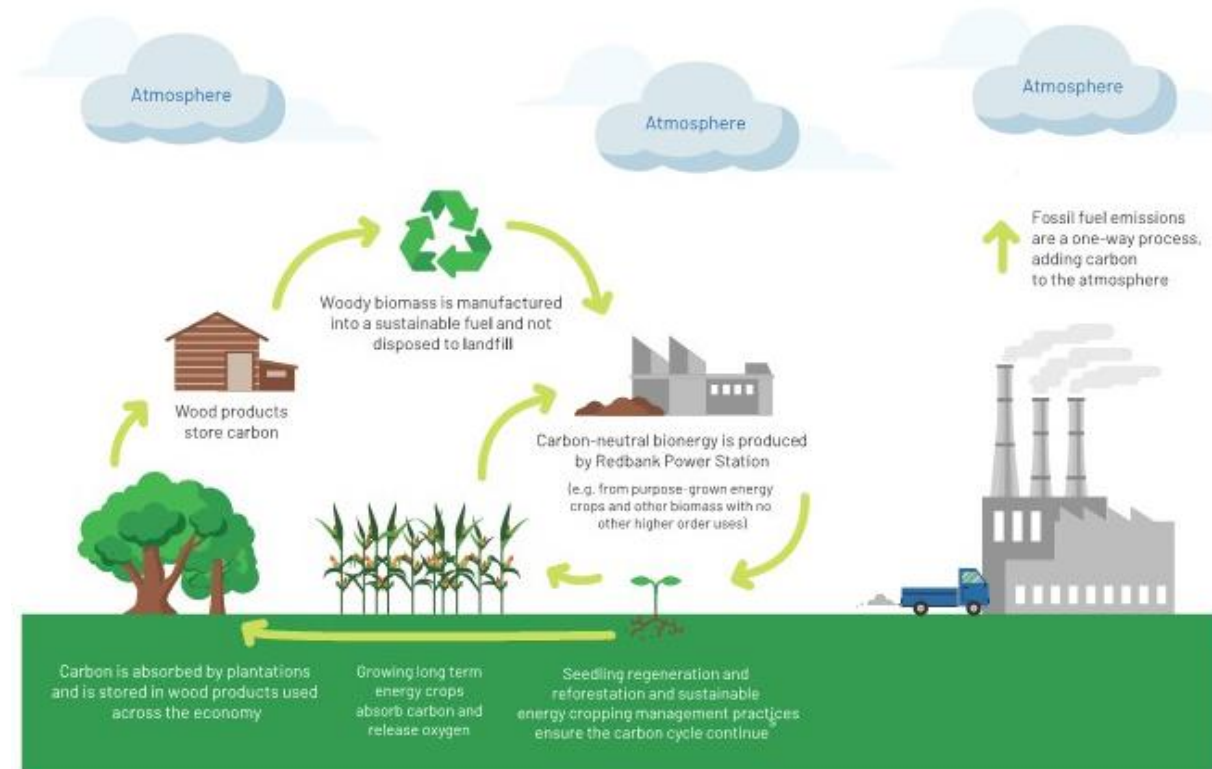 Atmosphere
Atmosphere
Atmosphere
Fossil fuel emissions
are a one-way process,
adding carbon
to the atmosphere
Woody biomass is manufactured
into a sustainable fuel and not
disposed to landfill
Wood products
store carbon
Carbon-neutral bionergy is produced
by Redbank Power Station
(e.g. from purpose-grown energy
crops and other biomass with no
other higher order uses)
Carbon is absorbed by plantations
and is stored in wood products used
across the economy
Growing long term
energy crops
absorb carbon and
release oxygen
Seedling regeneration and
reforestation and sustainable
energy cropping management practices
ensure the carbon cycle continues